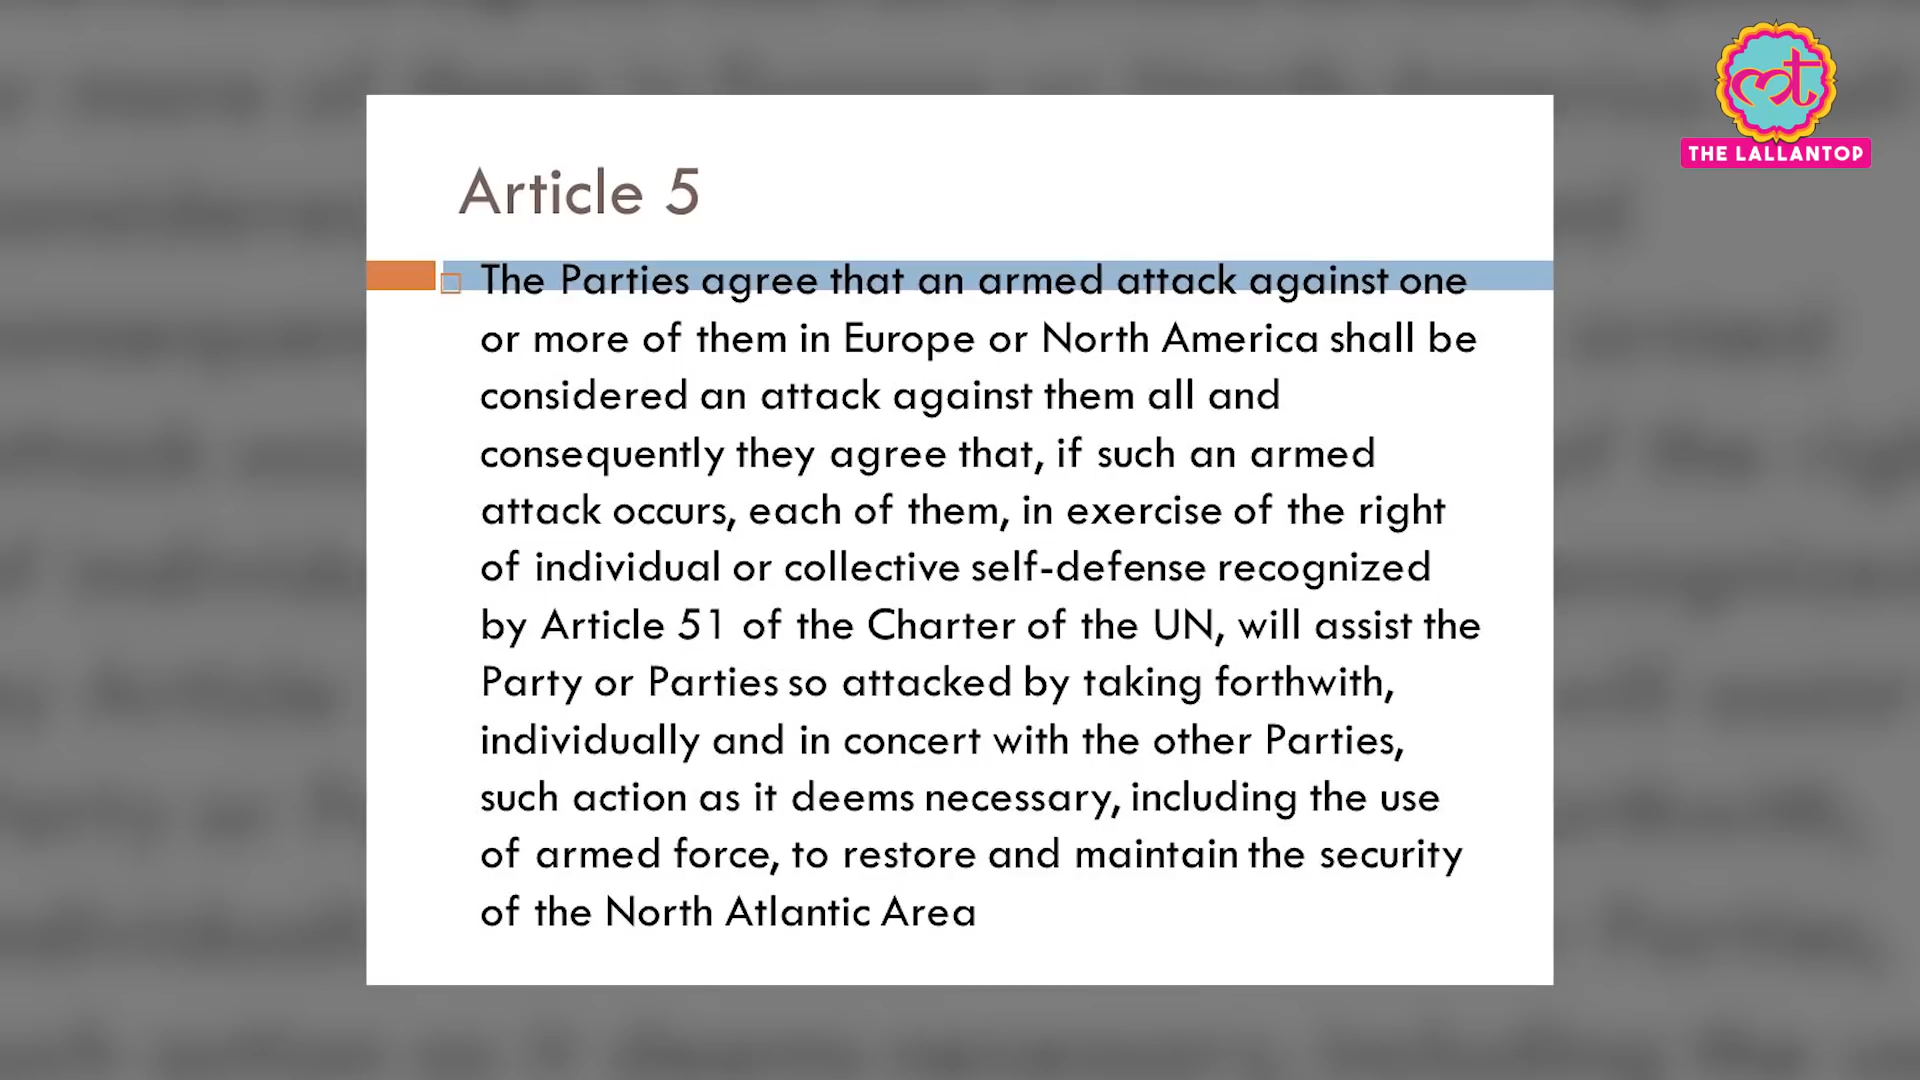 THE LALLANTOP
Article 5
The Parties agree that an armed attack against one
or more of them in Europe or North America shall be
considered an attack against them all and
consequently they agree that, if such an armed
attack occurs, each of them, in exercise of the right
of individual or collective self-defense recognized
by Article 51 of the Charter of the UN, will assist the
Party or Parties so attacked by taking forthwith,
individually and in concert with the other Parties,
such action as it deems necessary, including the use
of armed force, to restore and maintain the security
of the North Atlantic Area